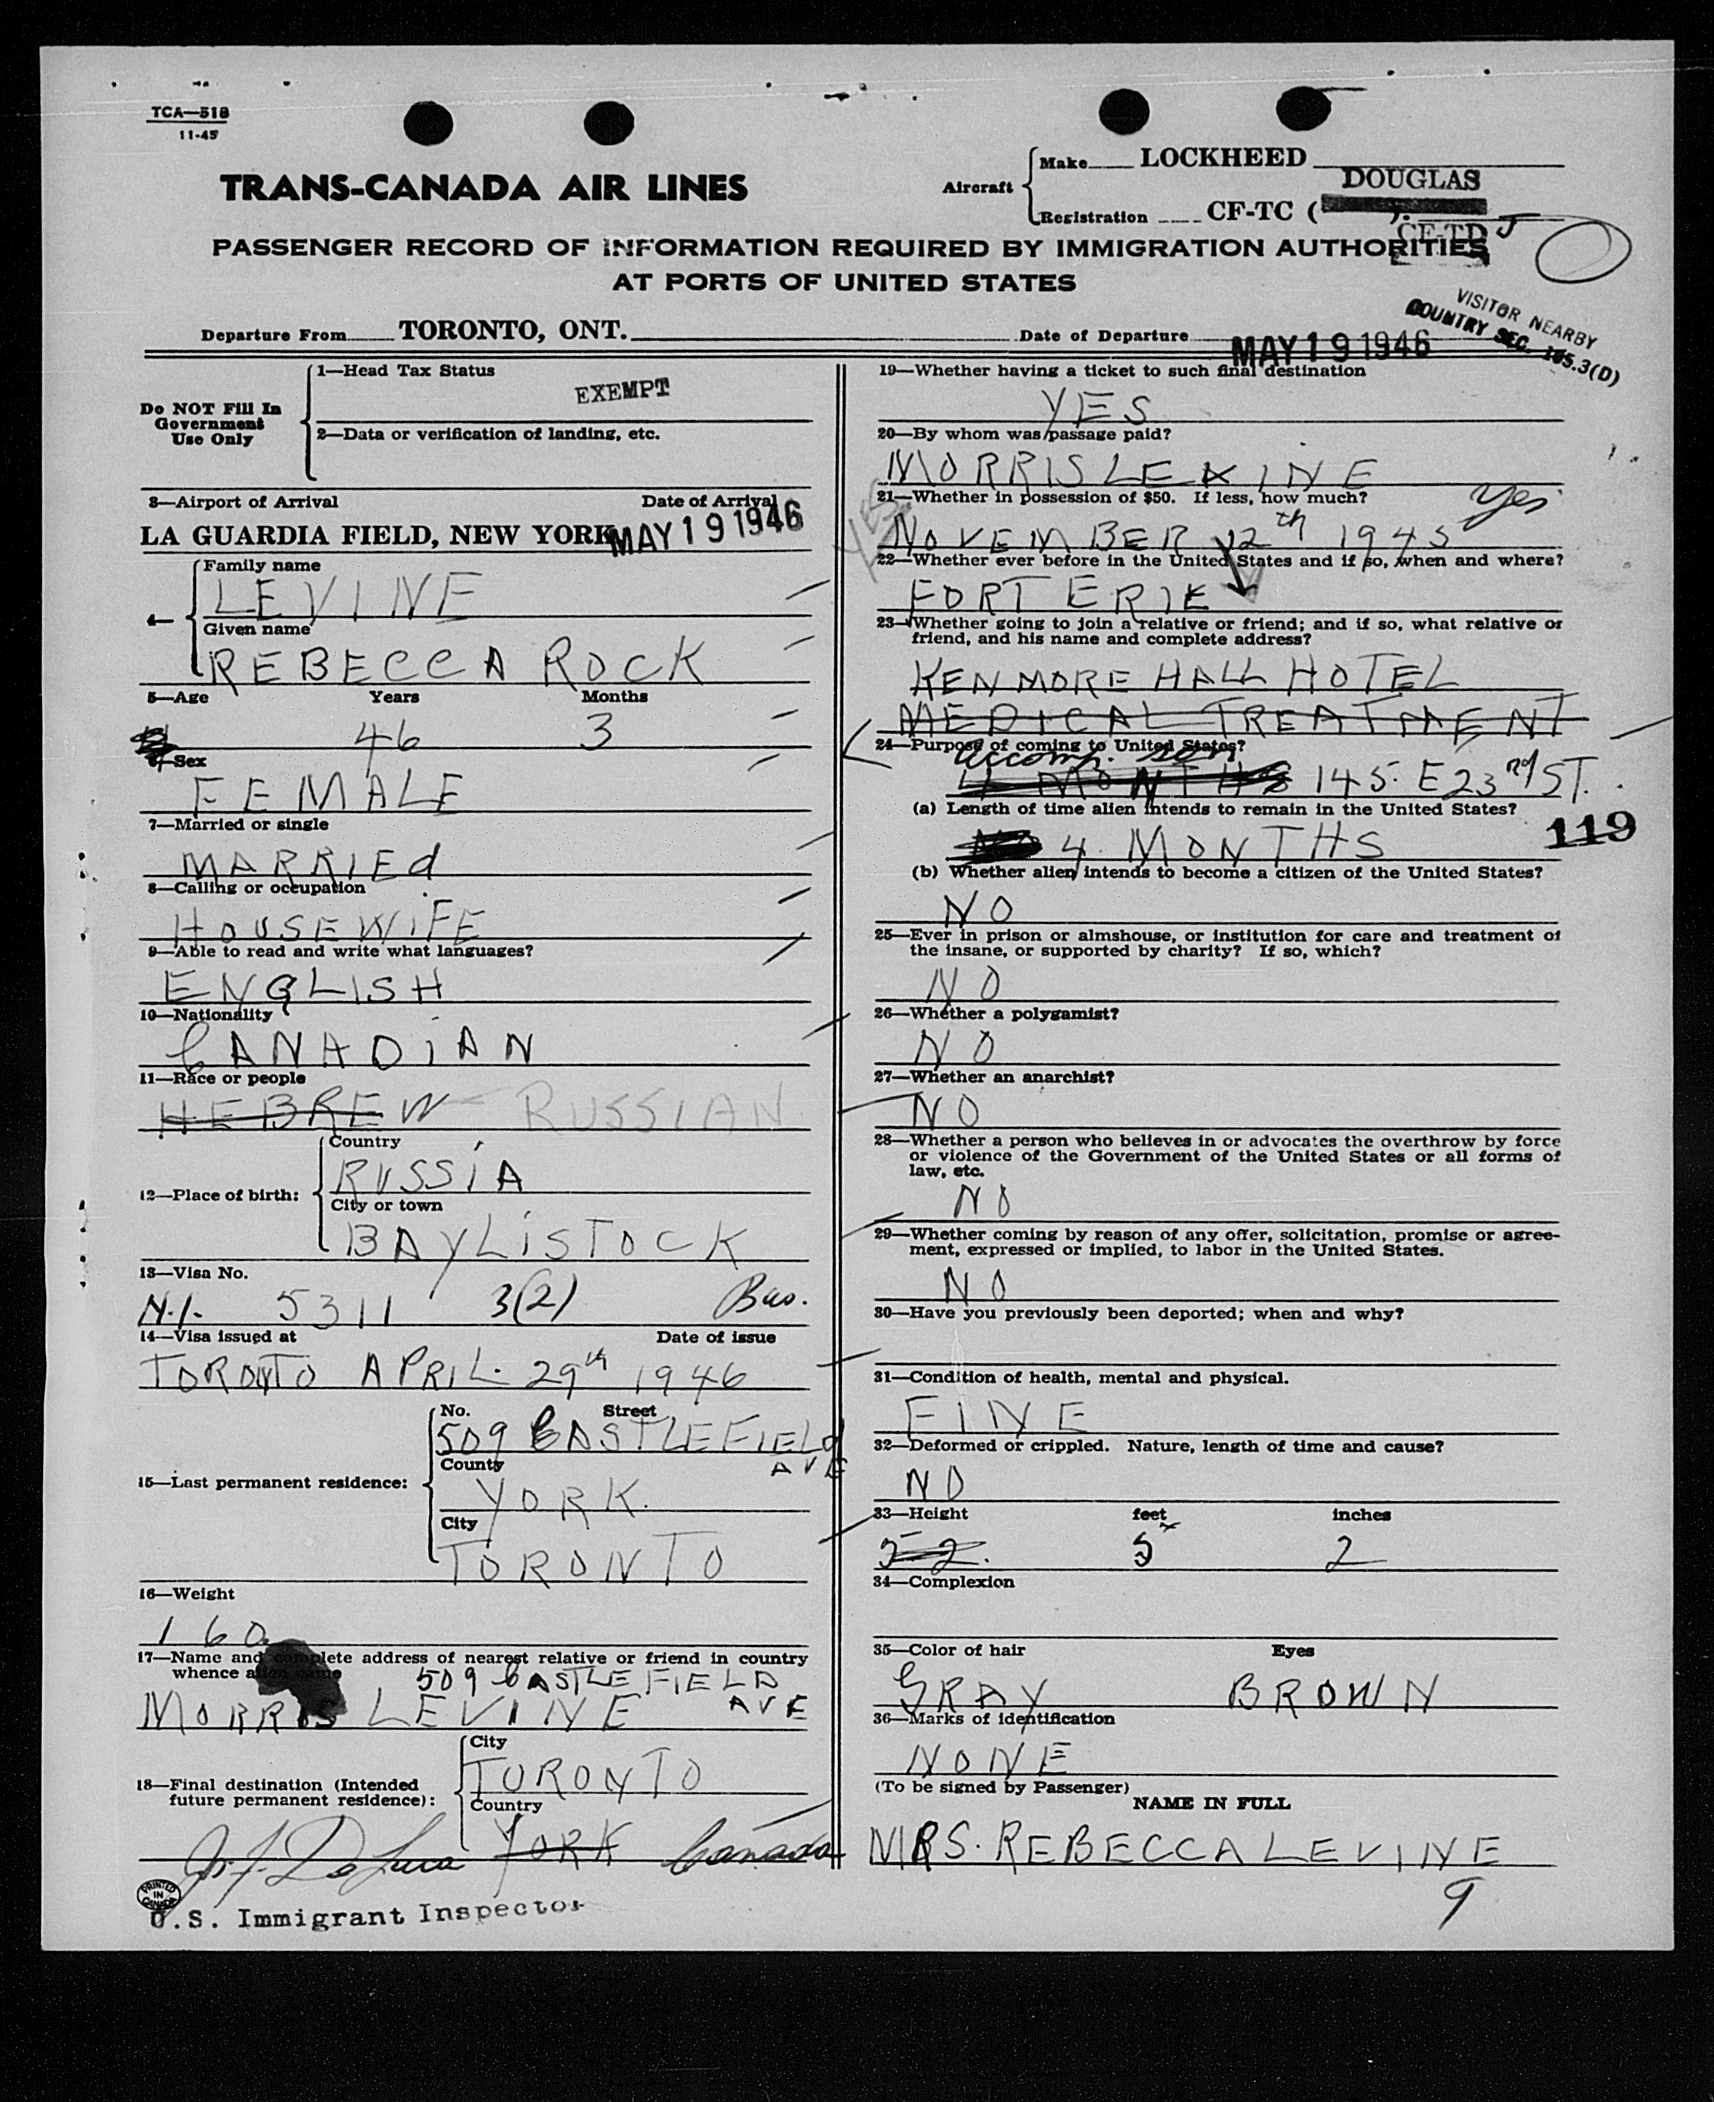 TCA—518
11-45
TRANS-CANADA AIR LINES
Aircraft
Make LOCKHEED
DOUGLAS
Registration CF-TC ( ).
CF-TD J
PASSENGER RECORD OF INFORMATION REQUIRED BY IMMIGRATION AUTHORITIES
AT PORTS OF UNITED STATES
VISITOR NEARBY
COUNTRY SEC. 165.3(D)
Departure From TORONTO, ONT. Date of Departure MAY 19 1946
Do NOT Fill In
Government
Use Only
1—Head Tax Status
EXEMPT
2—Data or verification of landing, etc.
3—Airport of Arrival Date of Arrival
LA GUARDIA FIELD, NEW YORK MAY 19 1946
4—
Family name
LEVINE
Given name
REBECCA ROCK
5—Age Years Months
46 3
6—Sex
FEMALE
7—Married or single
MARRIEd
8—Calling or occupation
HOUSEWIFE
9—Able to read and write what languages?
ENGLISH
10—Nationality
CANADIAN
11—Race or people
HEBREW RUSSIAN
12—Place of birth:
Country
RUSSIA
City or town
BAYLISTOCK
13—Visa No.
N.I. 5311 3(2) Bus.
14—Visa issued at Date of issue
TORONTO APRIL. 29th 1946
15—Last permanent residence:
No. Street
509 CASTLEFIELd
AVE
County
YORK.
City
TORONTO
16—Weight
160.
17—Name and complete address of nearest relative or friend in country
whence alien came
509 CASTLEFIELD
MORRIS LEVINE AVE
18—Final destination (Intended
future permanent residence):
City
TORONTO
Country
YORK Canada
J. J. De Luca
PRINTED IN CANADA
U.S. Immigrant Inspector
19—Whether having a ticket to such final destination
YES
20—By whom was passage paid?
MORRIS LEVINE
21—Whether in possession of $50. If less, how much?
Yes
YES
NOVEMBER 12th 1945
22—Whether ever before in the United States and if so, when and where?
FORT ERIE
23—Whether going to join a relative or friend; and if so, what relative or
friend, and his name and complete address?
KENMORE HALL HOTEL
MEDICAL TREATMENT
24—Purpose of coming to United States?
Accomp. son
4 MONTHS 145. E 23rd ST.
(a) Length of time alien intends to remain in the United States?
NO 4 MONTHS
119
(b) Whether alien intends to become a citizen of the United States?
NO
25—Ever in prison or almshouse, or institution for care and treatment of
the insane, or supported by charity? If so, which?
NO
26—Whether a polygamist?
NO
27—Whether an anarchist?
NO
28—Whether a person who believes in or advocates the overthrow by force
or violence of the Government of the United States or all forms of
law, etc.
NO
29—Whether coming by reason of any offer, solicitation, promise or agree-
ment, expressed or implied, to labor in the United States.
NO
30—Have you previously been deported; when and why?
31—Condition of health, mental and physical.
FINE
32—Deformed or crippled. Nature, length of time and cause?
NO
33—Height feet inches
52. 5 2
34—Complexion
35—Color of hair Eyes
GRAY BROWN
36—Marks of identification
NONE
(To be signed by Passenger)
NAME IN FULL
MRS. REBECCA LEVINE
9